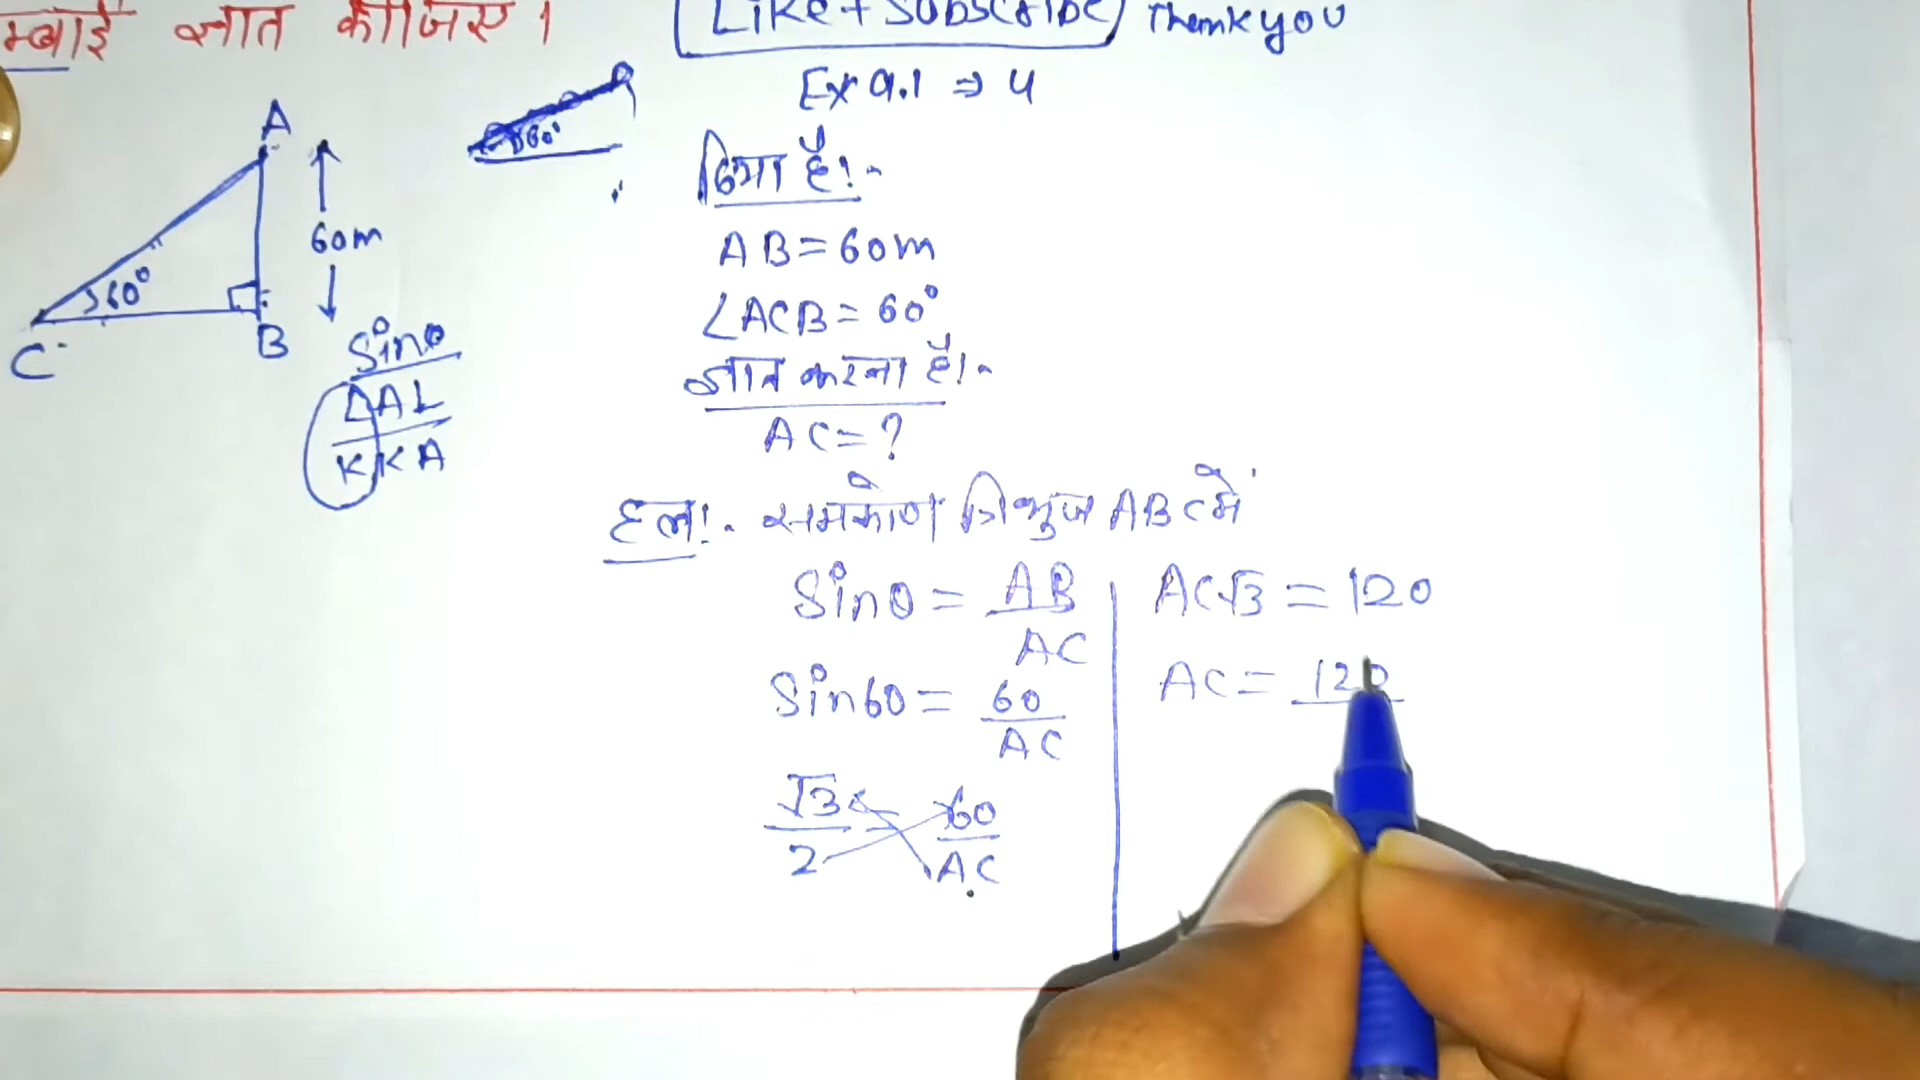 म्बाई ज्ञात कीजिए।
Like + Subscribe Thank you
Ex 9.1 ⇒ 4
A
60m
60°
C
B
Sinθ
LAL
KKA
दिया है!-
AB=60m
∠ACB=60°
ज्ञात करना है!-
AC=?
हल!- समकोण त्रिभुज ABC में
Sinθ = AB/AC
Sin60 = 60/AC
√3/2 = 60/AC
AC√3 = 120
AC = 120